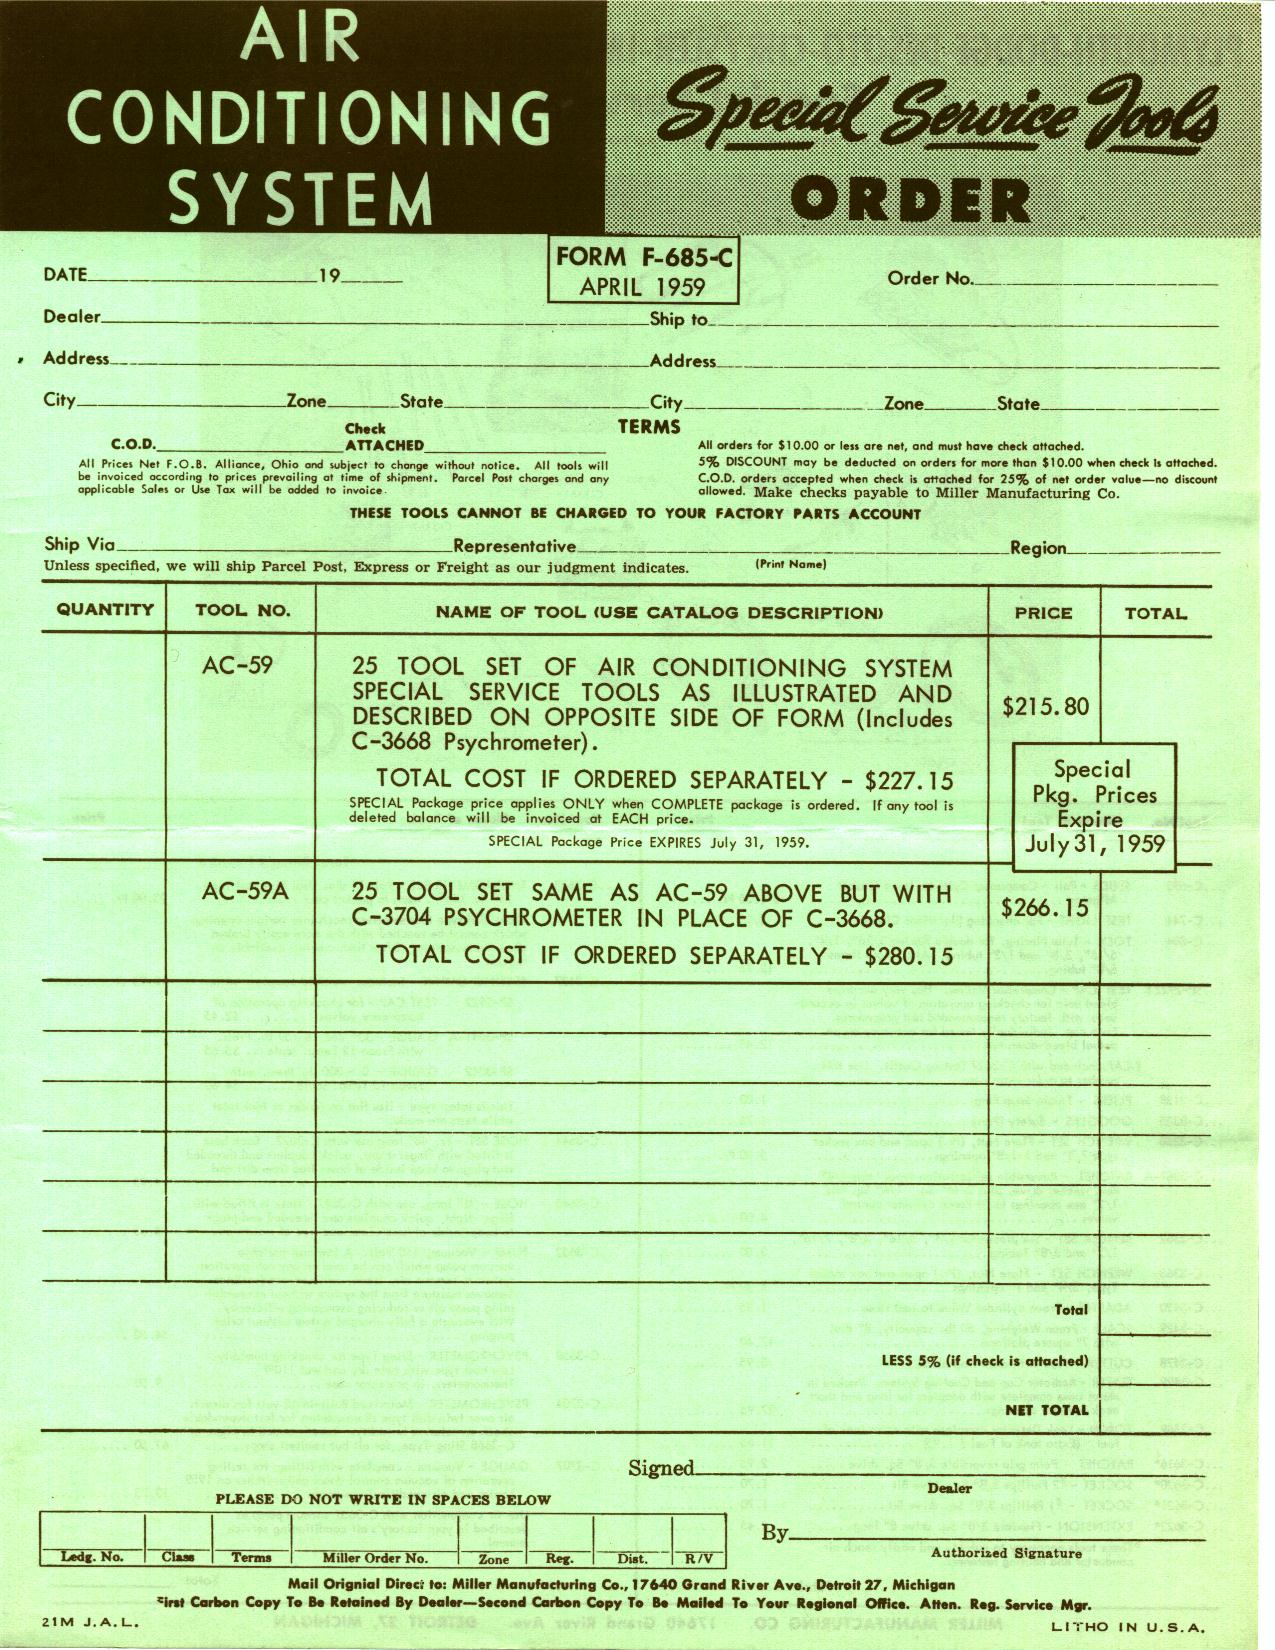 AIR
CONDITIONING
SYSTEM
Special Service Tools
ORDER
FORM F-685-C
APRIL 1959
DATE 19 Order No.
Dealer Ship to
Address Address
City Zone State City Zone State
TERMS
C.O.D. Check ATTACHED
All Prices Net F.O.B. Alliance, Ohio and subject to change without notice. All tools will
be invoiced according to prices prevailing at time of shipment. Parcel Post charges and any
applicable Sales or Use Tax will be added to invoice.
All orders for $10.00 or less are net, and must have check attached.
5% DISCOUNT may be deducted on orders for more than $10.00 when check is attached.
C.O.D. orders accepted when check is attached for 25% of net order value—no discount
allowed. Make checks payable to Miller Manufacturing Co.
THESE TOOLS CANNOT BE CHARGED TO YOUR FACTORY PARTS ACCOUNT
Ship Via Representative Region
Unless specified, we will ship Parcel Post, Express or Freight as our judgment indicates. (Print Name)
QUANTITY TOOL NO. NAME OF TOOL (USE CATALOG DESCRIPTION) PRICE TOTAL
AC-59 25 TOOL SET OF AIR CONDITIONING SYSTEM
SPECIAL SERVICE TOOLS AS ILLUSTRATED AND
DESCRIBED ON OPPOSITE SIDE OF FORM (Includes
C-3668 Psychrometer).
$215.80
TOTAL COST IF ORDERED SEPARATELY - $227.15
SPECIAL Package price applies ONLY when COMPLETE package is ordered. If any tool is
deleted balance will be invoiced at EACH price.
SPECIAL Package Price EXPIRES July 31, 1959.
Special
Pkg. Prices
Expire
July 31, 1959
AC-59A 25 TOOL SET SAME AS AC-59 ABOVE BUT WITH
C-3704 PSYCHROMETER IN PLACE OF C-3668.
$266.15
TOTAL COST IF ORDERED SEPARATELY - $280.15
Total
LESS 5% (if check is attached)
NET TOTAL
Signed
Dealer
PLEASE DO NOT WRITE IN SPACES BELOW
Ledg. No. Class Terms Miller Order No. Zone Reg. Dist. R/V
By
Authorized Signature
Mail Orignial Direct to: Miller Manufacturing Co., 17640 Grand River Ave., Detroit 27, Michigan
First Carbon Copy To Be Retained By Dealer—Second Carbon Copy To Be Mailed To Your Regional Office. Atten. Reg. Service Mgr.
21M J.A.L.
LITHO IN U.S.A.